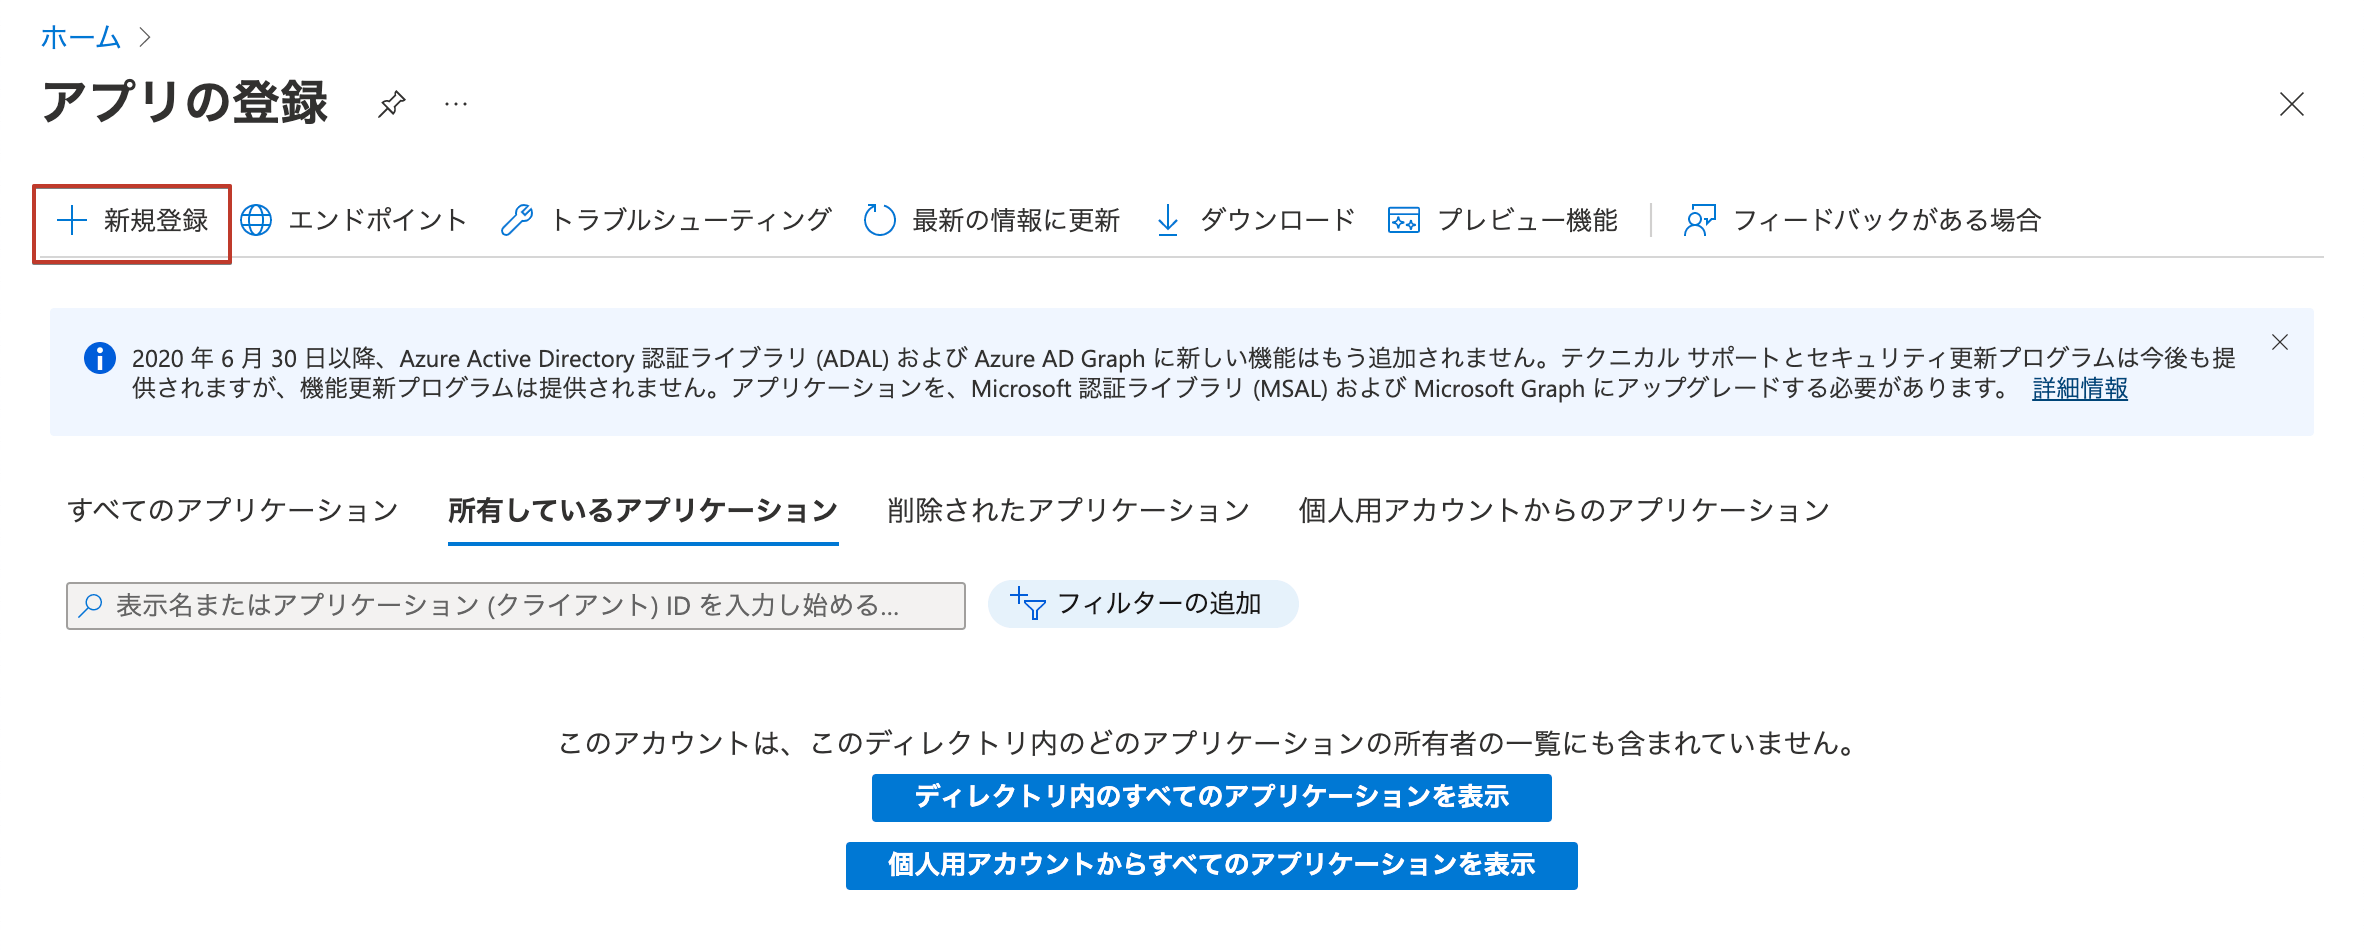 ホーム
アプリの登録
新規登録
エンドポイント
トラブルシューティング
最新の情報に更新
ダウンロード
プレビュー機能
フィードバックがある場合
2020 年 6 月 30 日以降、Azure Active Directory 認証ライブラリ (ADAL) および Azure AD Graph に新しい機能はもう追加されません。テクニカル サポートとセキュリティ更新プログラムは今後も提
供されますが、機能更新プログラムは提供されません。アプリケーションを、Microsoft 認証ライブラリ (MSAL) および Microsoft Graph にアップグレードする必要があります。 詳細情報
すべてのアプリケーション
所有しているアプリケーション
削除されたアプリケーション
個人用アカウントからのアプリケーション
表示名またはアプリケーション (クライアント) ID を入力し始める...
フィルターの追加
このアカウントは、このディレクトリ内のどのアプリケーションの所有者の一覧にも含まれていません。
ディレクトリ内のすべてのアプリケーションを表示
個人用アカウントからすべてのアプリケーションを表示